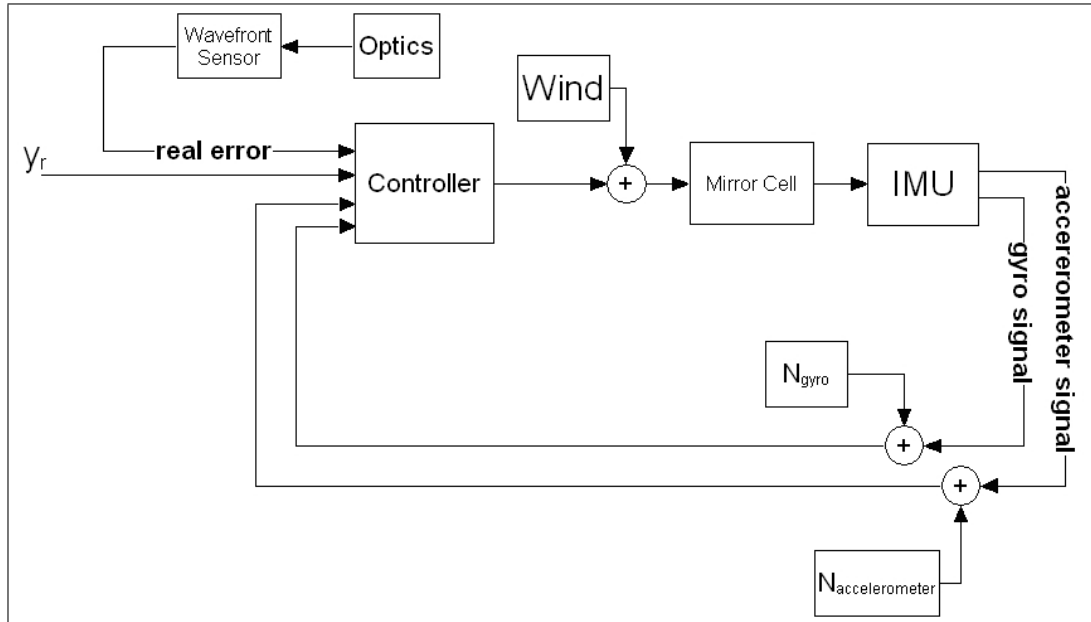 Wavefront
Sensor
Optics
Wind
real error
yr
Controller
+
Mirror Cell
IMU
accererometer signal
gyro signal
Ngyro
+
+
Naccelerometer